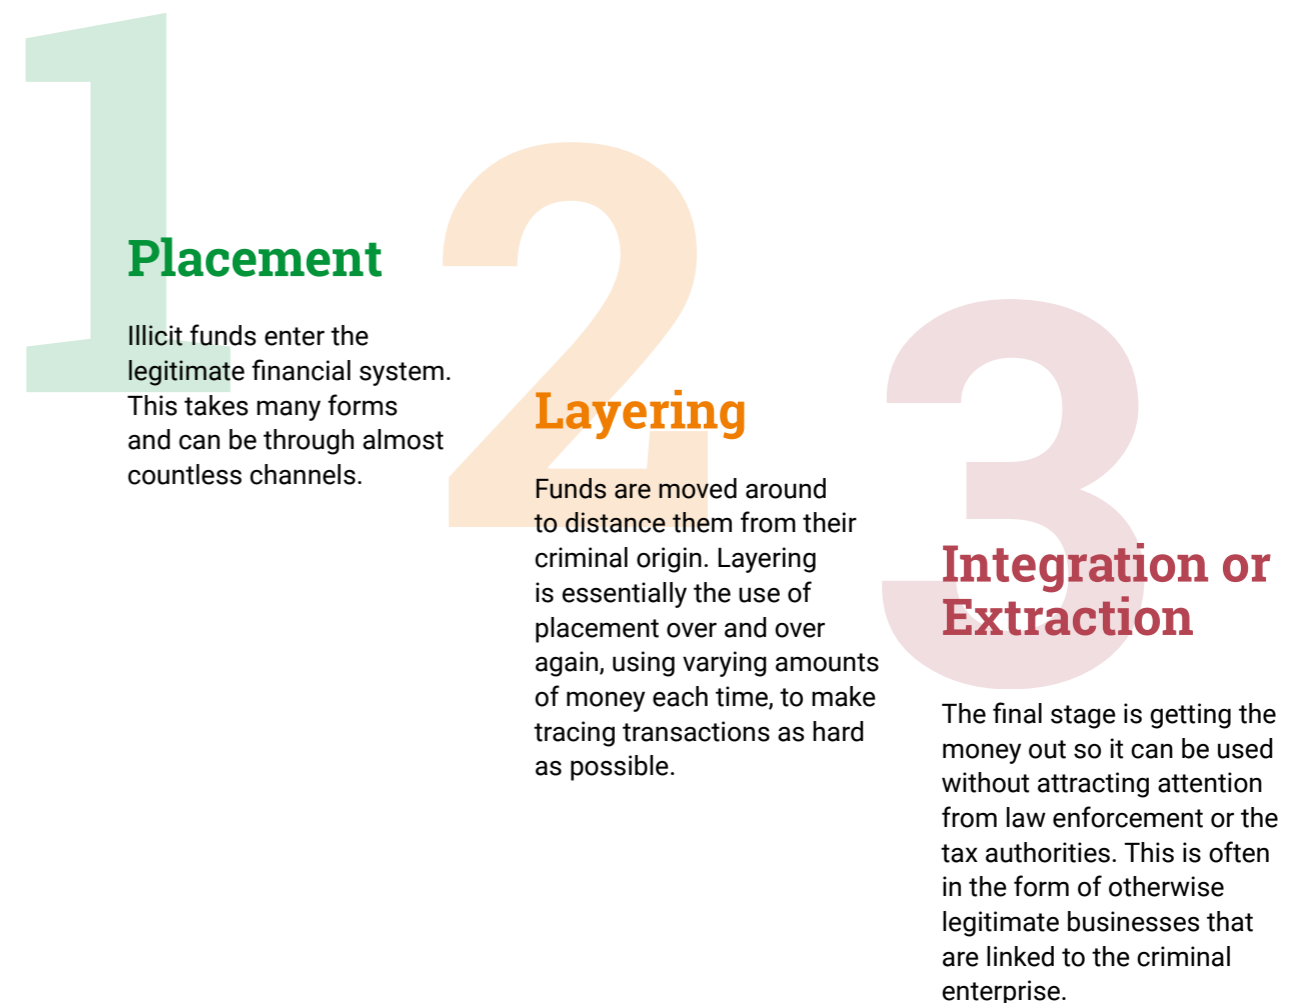 1
Placement
Illicit funds enter the
legitimate financial system.
This takes many forms
and can be through almost
countless channels.
2
Layering
Funds are moved around
to distance them from their
criminal origin. Layering
is essentially the use of
placement over and over
again, using varying amounts
of money each time, to make
tracing transactions as hard
as possible.
3
Integration or
Extraction
The final stage is getting the
money out so it can be used
without attracting attention
from law enforcement or the
tax authorities. This is often
in the form of otherwise
legitimate businesses that
are linked to the criminal
enterprise.